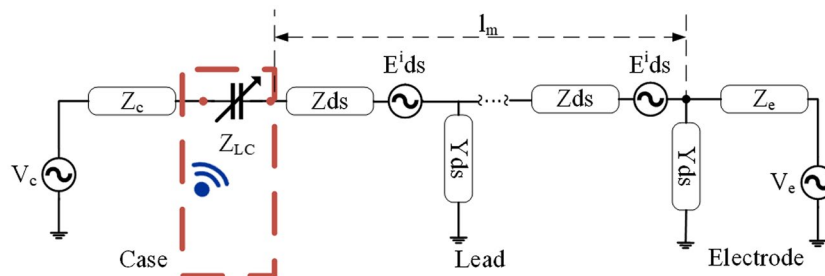 l_m
E^i ds
E^i ds
Z_c
Zds
Zds
Z_e
Z_LC
Yds
Yds
V_c
V_e
Case
Lead
Electrode